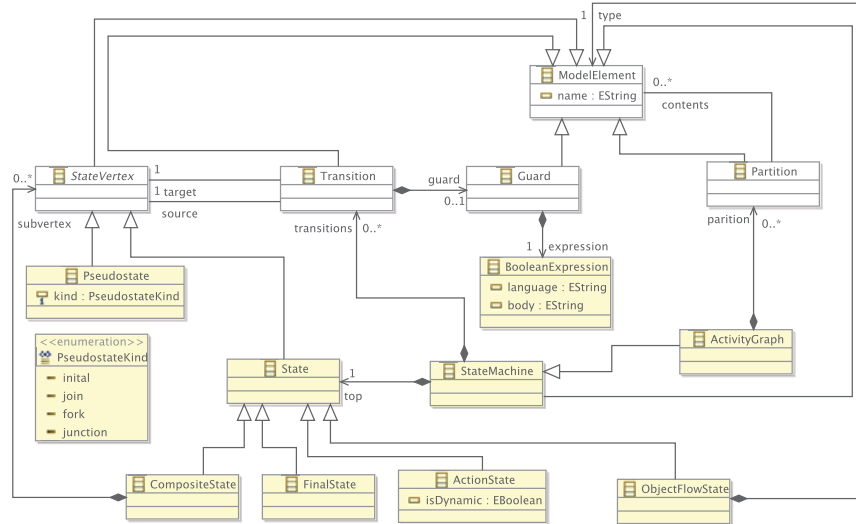 1 type
ModelElement
name : EString
0..*
contents
0..*
StateVertex
1
1 target
source
subvertex
Transition
guard
0..1
Guard
Partition
parition
0..*
transitions 0..*
1 expression
Pseudostate
kind : PseudostateKind
BooleanExpression
language : EString
body : EString
<<enumeration>>
PseudostateKind
inital
join
fork
junction
ActivityGraph
State
1
top
StateMachine
CompositeState
FinalState
ActionState
isDynamic : EBoolean
ObjectFlowState